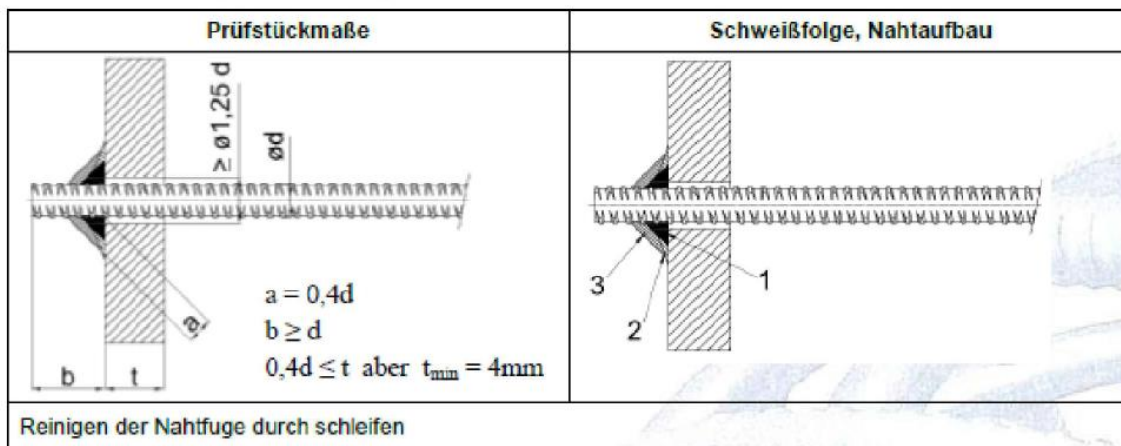 Prüfstückmaße
Schweißfolge, Nahtaufbau
≥ ø1,25 d
ød
a
b
t
a = 0,4d
b ≥ d
0,4d ≤ t aber tmin = 4mm
1
2
3
Reinigen der Nahtfuge durch schleifen